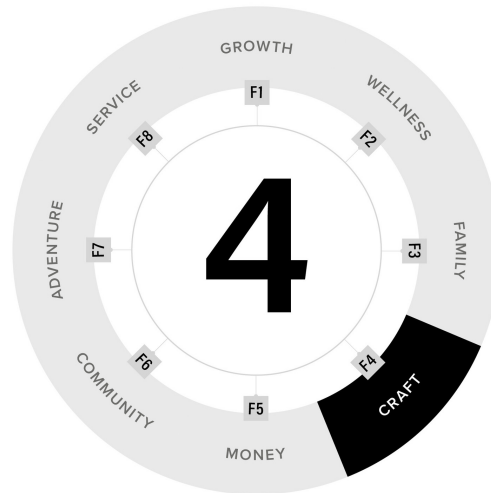 GROWTH
F1
WELLNESS
F2
FAMILY
F3
CRAFT
F4
MONEY
F5
COMMUNITY
F6
ADVENTURE
F7
SERVICE
F8
4